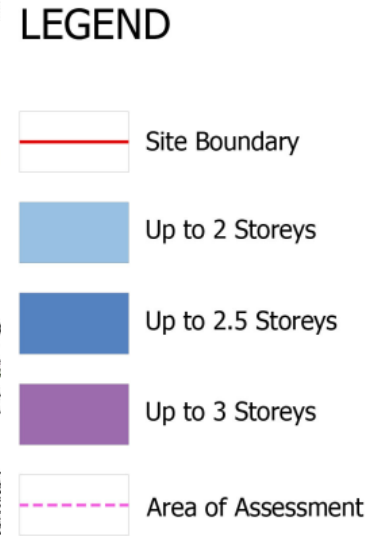 LEGEND
Site Boundary
Up to 2 Storeys
Up to 2.5 Storeys
Up to 3 Storeys
Area of Assessment